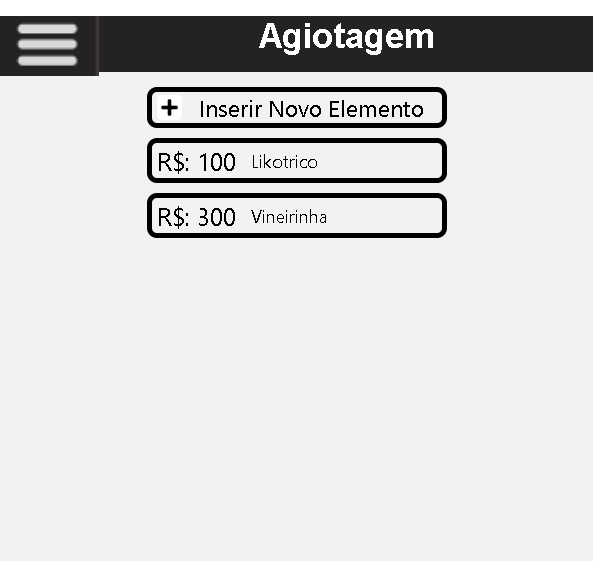 Agiotagem
+ Inserir Novo Elemento
R$: 100 Likotrico
R$: 300 Vineirinha